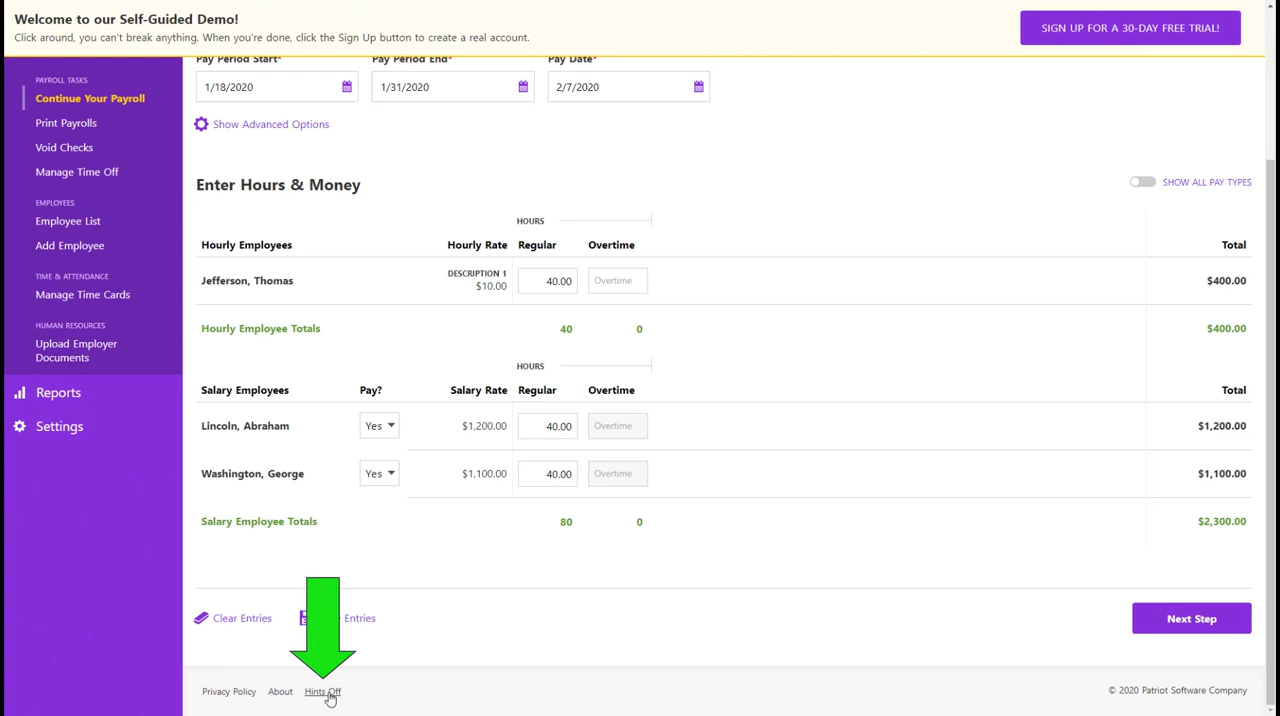 Welcome to our Self-Guided Demo!
Click around, you can't break anything. When you're done, click the Sign Up button to create a real account.
SIGN UP FOR A 30-DAY FREE TRIAL!
PAYROLL TASKS
Continue Your Payroll
Print Payrolls
Void Checks
Manage Time Off
EMPLOYEES
Employee List
Add Employee
TIME & ATTENDANCE
Manage Time Cards
HUMAN RESOURCES
Upload Employer
Documents
Reports
Settings
Pay Period Start* Pay Period End* Pay Date*
1/18/2020 1/31/2020 2/7/2020
Show Advanced Options
Enter Hours & Money
SHOW ALL PAY TYPES
HOURS
Hourly Employees Hourly Rate Regular Overtime Total
Jefferson, Thomas DESCRIPTION 1 $10.00 40.00 Overtime $400.00
Hourly Employee Totals 40 0 $400.00
HOURS
Salary Employees Pay? Salary Rate Regular Overtime Total
Lincoln, Abraham Yes $1,200.00 40.00 Overtime $1,200.00
Washington, George Yes $1,100.00 40.00 Overtime $1,100.00
Salary Employee Totals 80 0 $2,300.00
Clear Entries Entries
Next Step
Privacy Policy About Hints Off
© 2020 Patriot Software Company